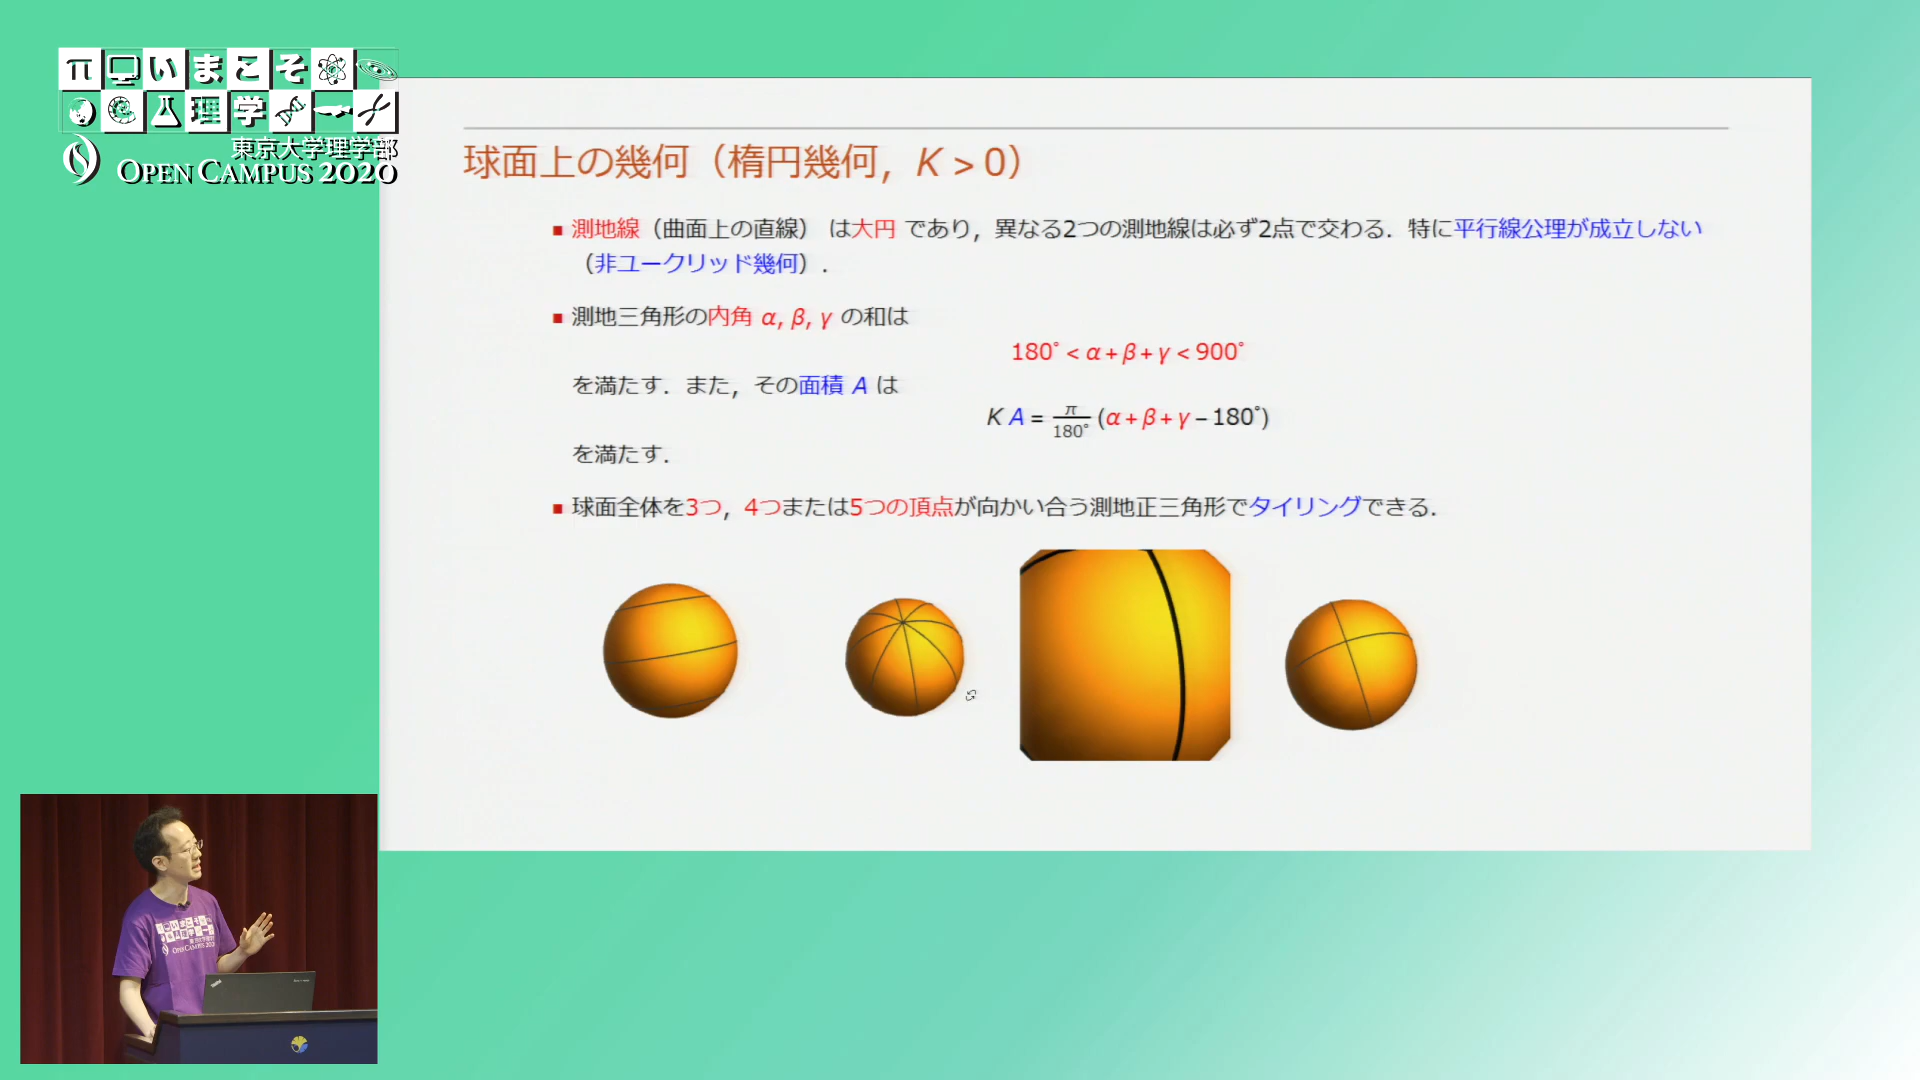 πいまこそ
理学
東京大学理学部
OPEN CAMPUS 2020
球面上の幾何（楕円幾何，K > 0）
測地線（曲面上の直線） は大円 であり，異なる2つの測地線は必ず2点で交わる．特に平行線公理が成立しない
（非ユークリッド幾何）．
測地三角形の内角 α, β, γ の和は
180° < α + β + γ < 900°
を満たす．また，その面積 A は
K A = π/180° (α + β + γ – 180°)
を満たす．
球面全体を3つ，4つまたは5つの頂点が向かい合う測地正三角形でタイリングできる．
OPEN CAMPUS 2020